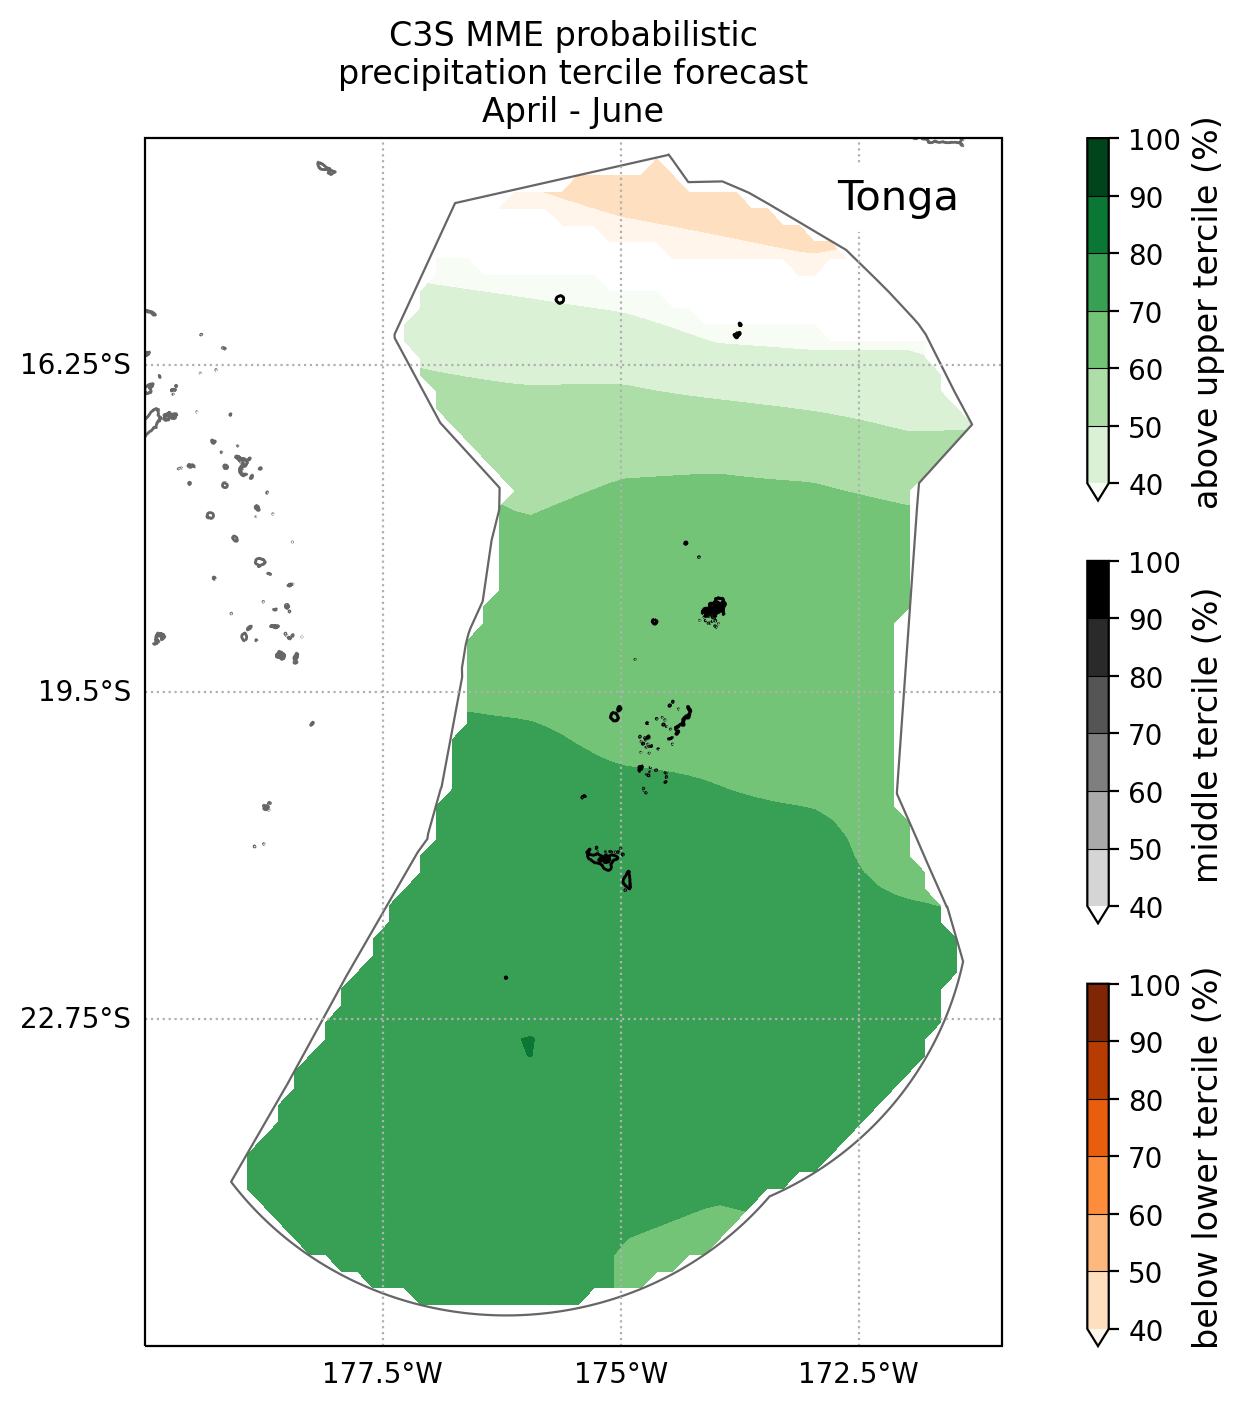 C3S MME probabilistic
precipitation tercile forecast
April - June
Tonga
16.25°S
19.5°S
22.75°S
177.5°W
175°W
172.5°W
100
90
80
70
60
50
40
above upper tercile (%)
100
90
80
70
60
50
40
middle tercile (%)
100
90
80
70
60
50
40
below lower tercile (%)